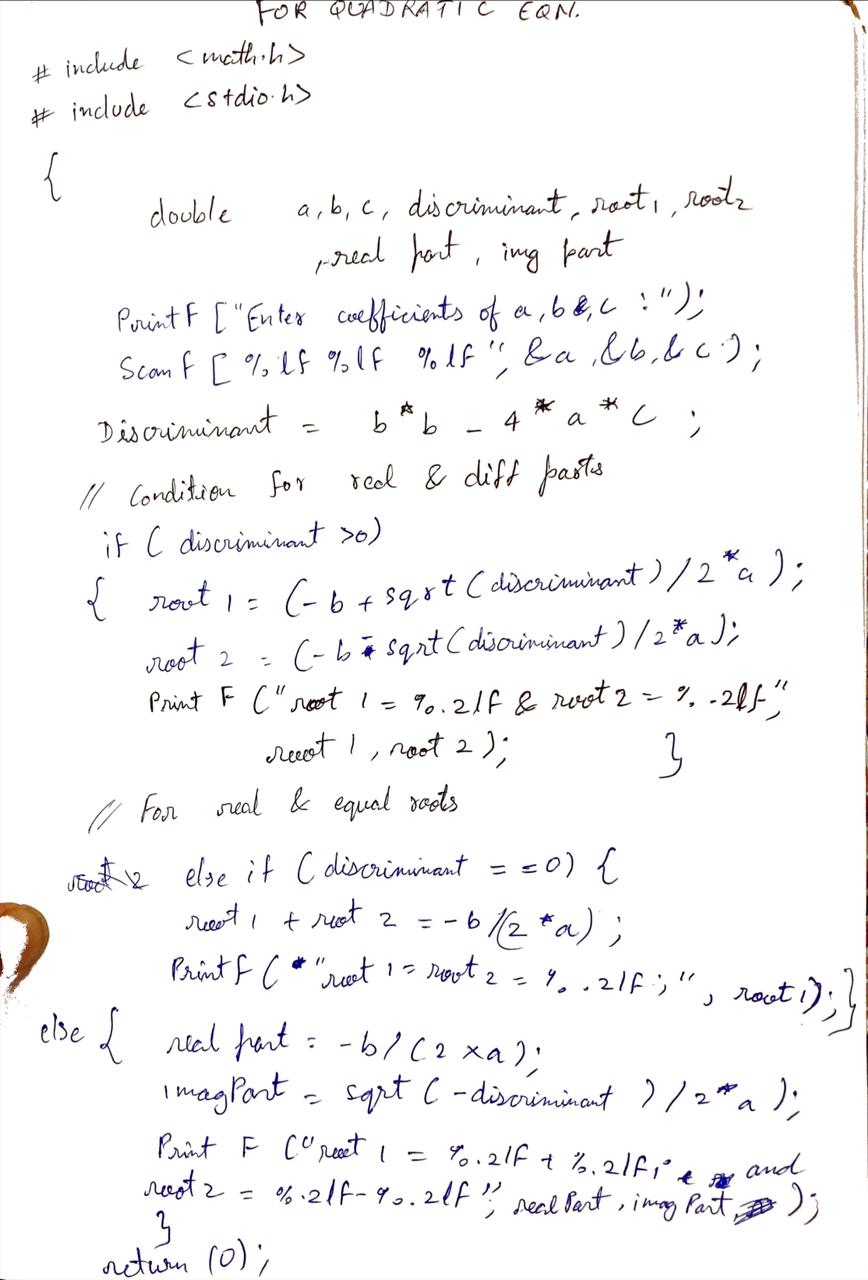 FOR QUADRATIC EQN.
# include <math.h>
# include <stdio.h>
{
double a, b, c, discriminant, root1, root2
, real part, img part
PrintF ["Enter coefficients of a, b &, c :");
Scanf [ %lf %lf %lf ", &a, &b, & c.);
Discriminant = b*b - 4*a*c ;
// Condition for real & diff parts
if ( discriminant >0)
{ root 1 = (-b + sqrt (discriminant) / 2*a );
root 2 = (-b - sqrt (discriminant) / 2*a );
Print F (" root 1 = %.2lf & root 2 = %.-2lf",
root 1 , root 2 );
}
// For real & equal roots
else if ( discriminant = =0) {
root 1 + root 2 = -b /(2 *a) ;
Printf ( "root 1 = root 2 = %..2lf ;", root 1);}
else { real part = -b/ (2 xa);
imagPart = sqrt (-discriminant ) / 2*a );
Print F ("root 1 = %.2lf + %.2lfi and
root 2 = %.2lf-%.2lf", real Part, imag Part );
}
return (0);